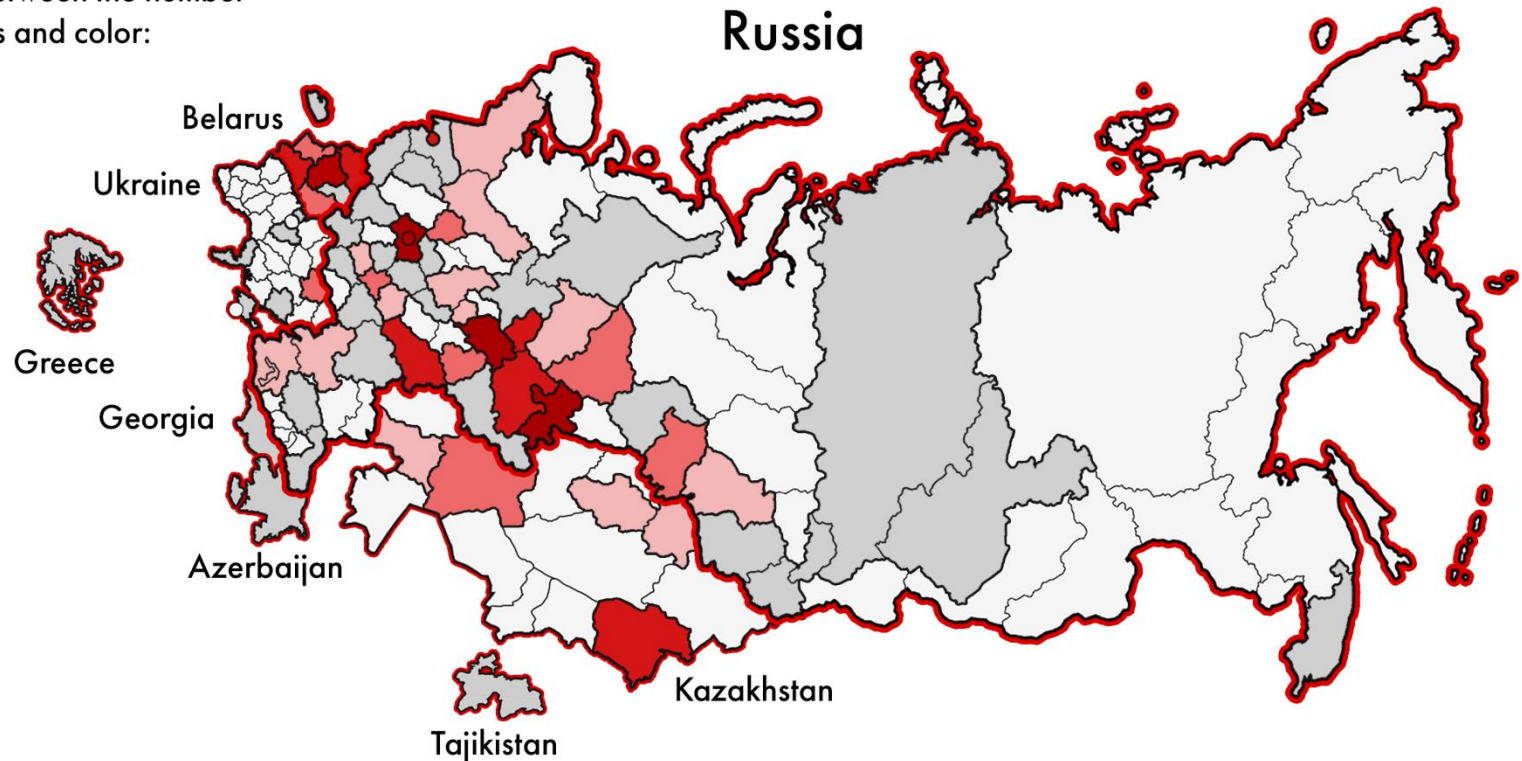 s and color:
Russia
Belarus
Ukraine
Greece
Georgia
Azerbaijan
Kazakhstan
Tajikistan